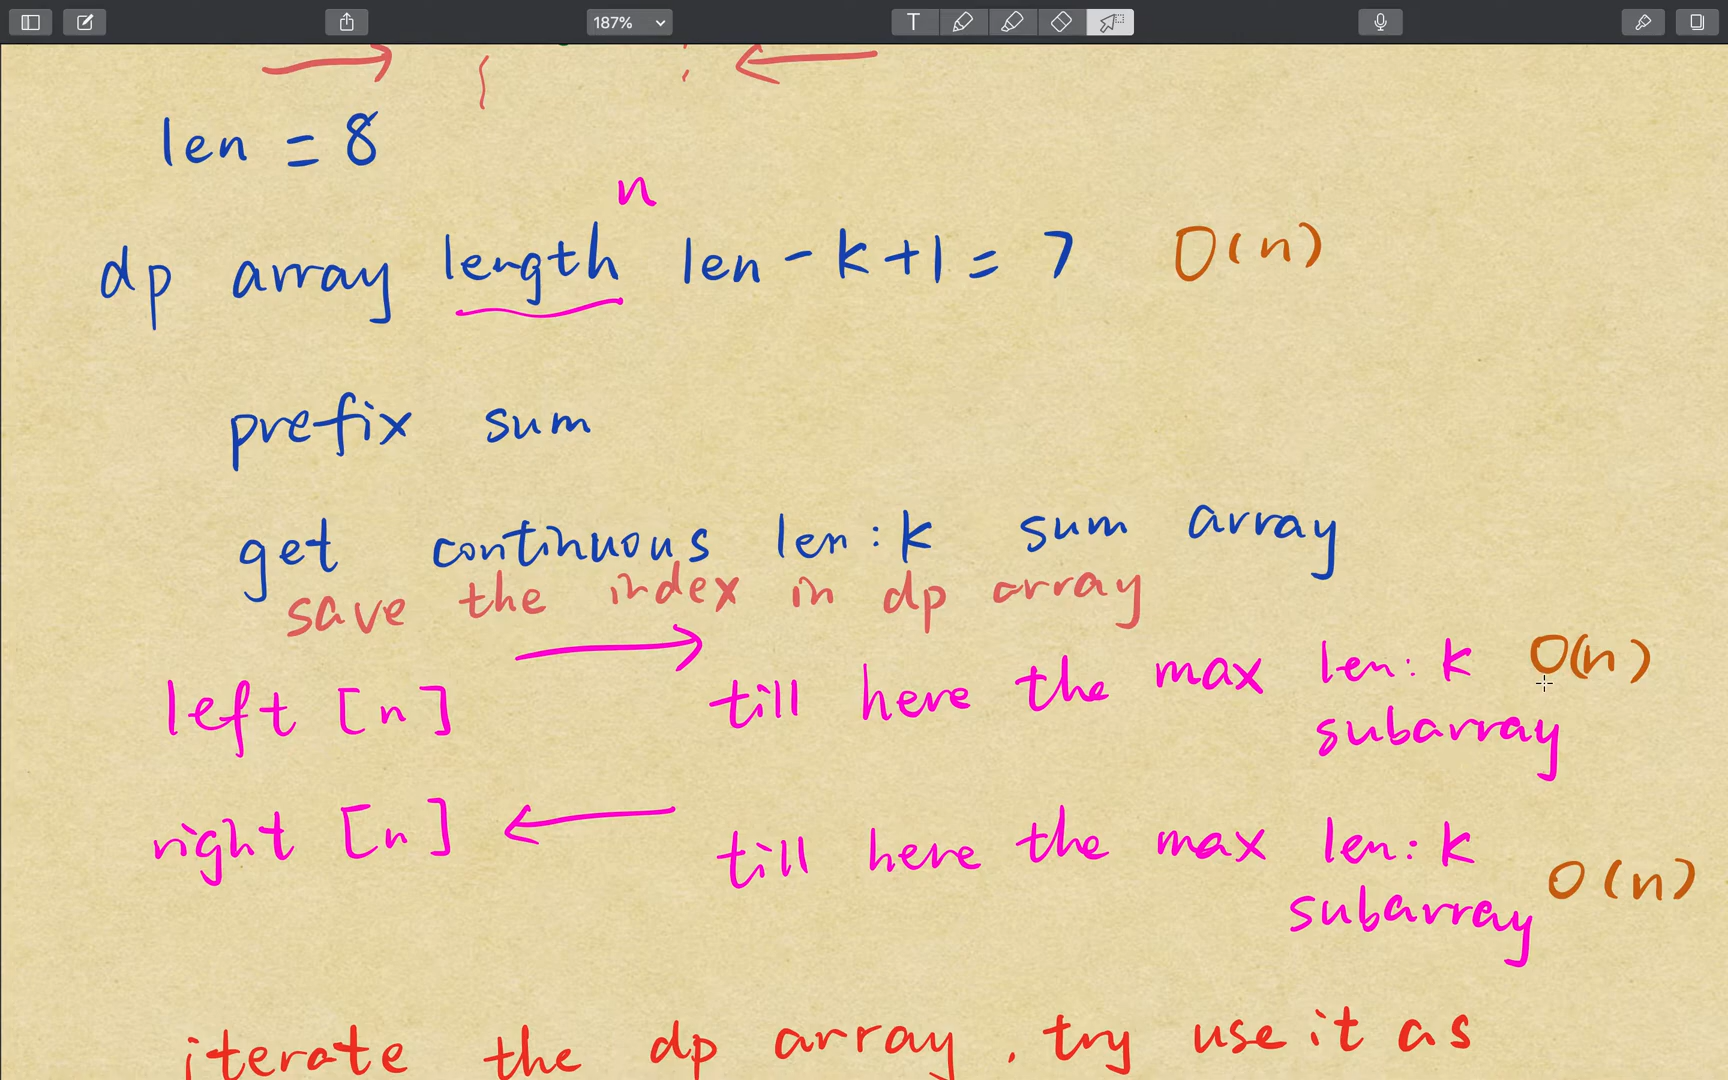 187%
T
len = 8
n
dp array length len - k + 1 = 7 O(n)
prefix sum
get continuous len: k sum array
save the index in dp array
left [n] till here the max len: k O(n)
subarray
right [n] till here the max len: k
subarray O(n)
iterate the dp array, try use it as